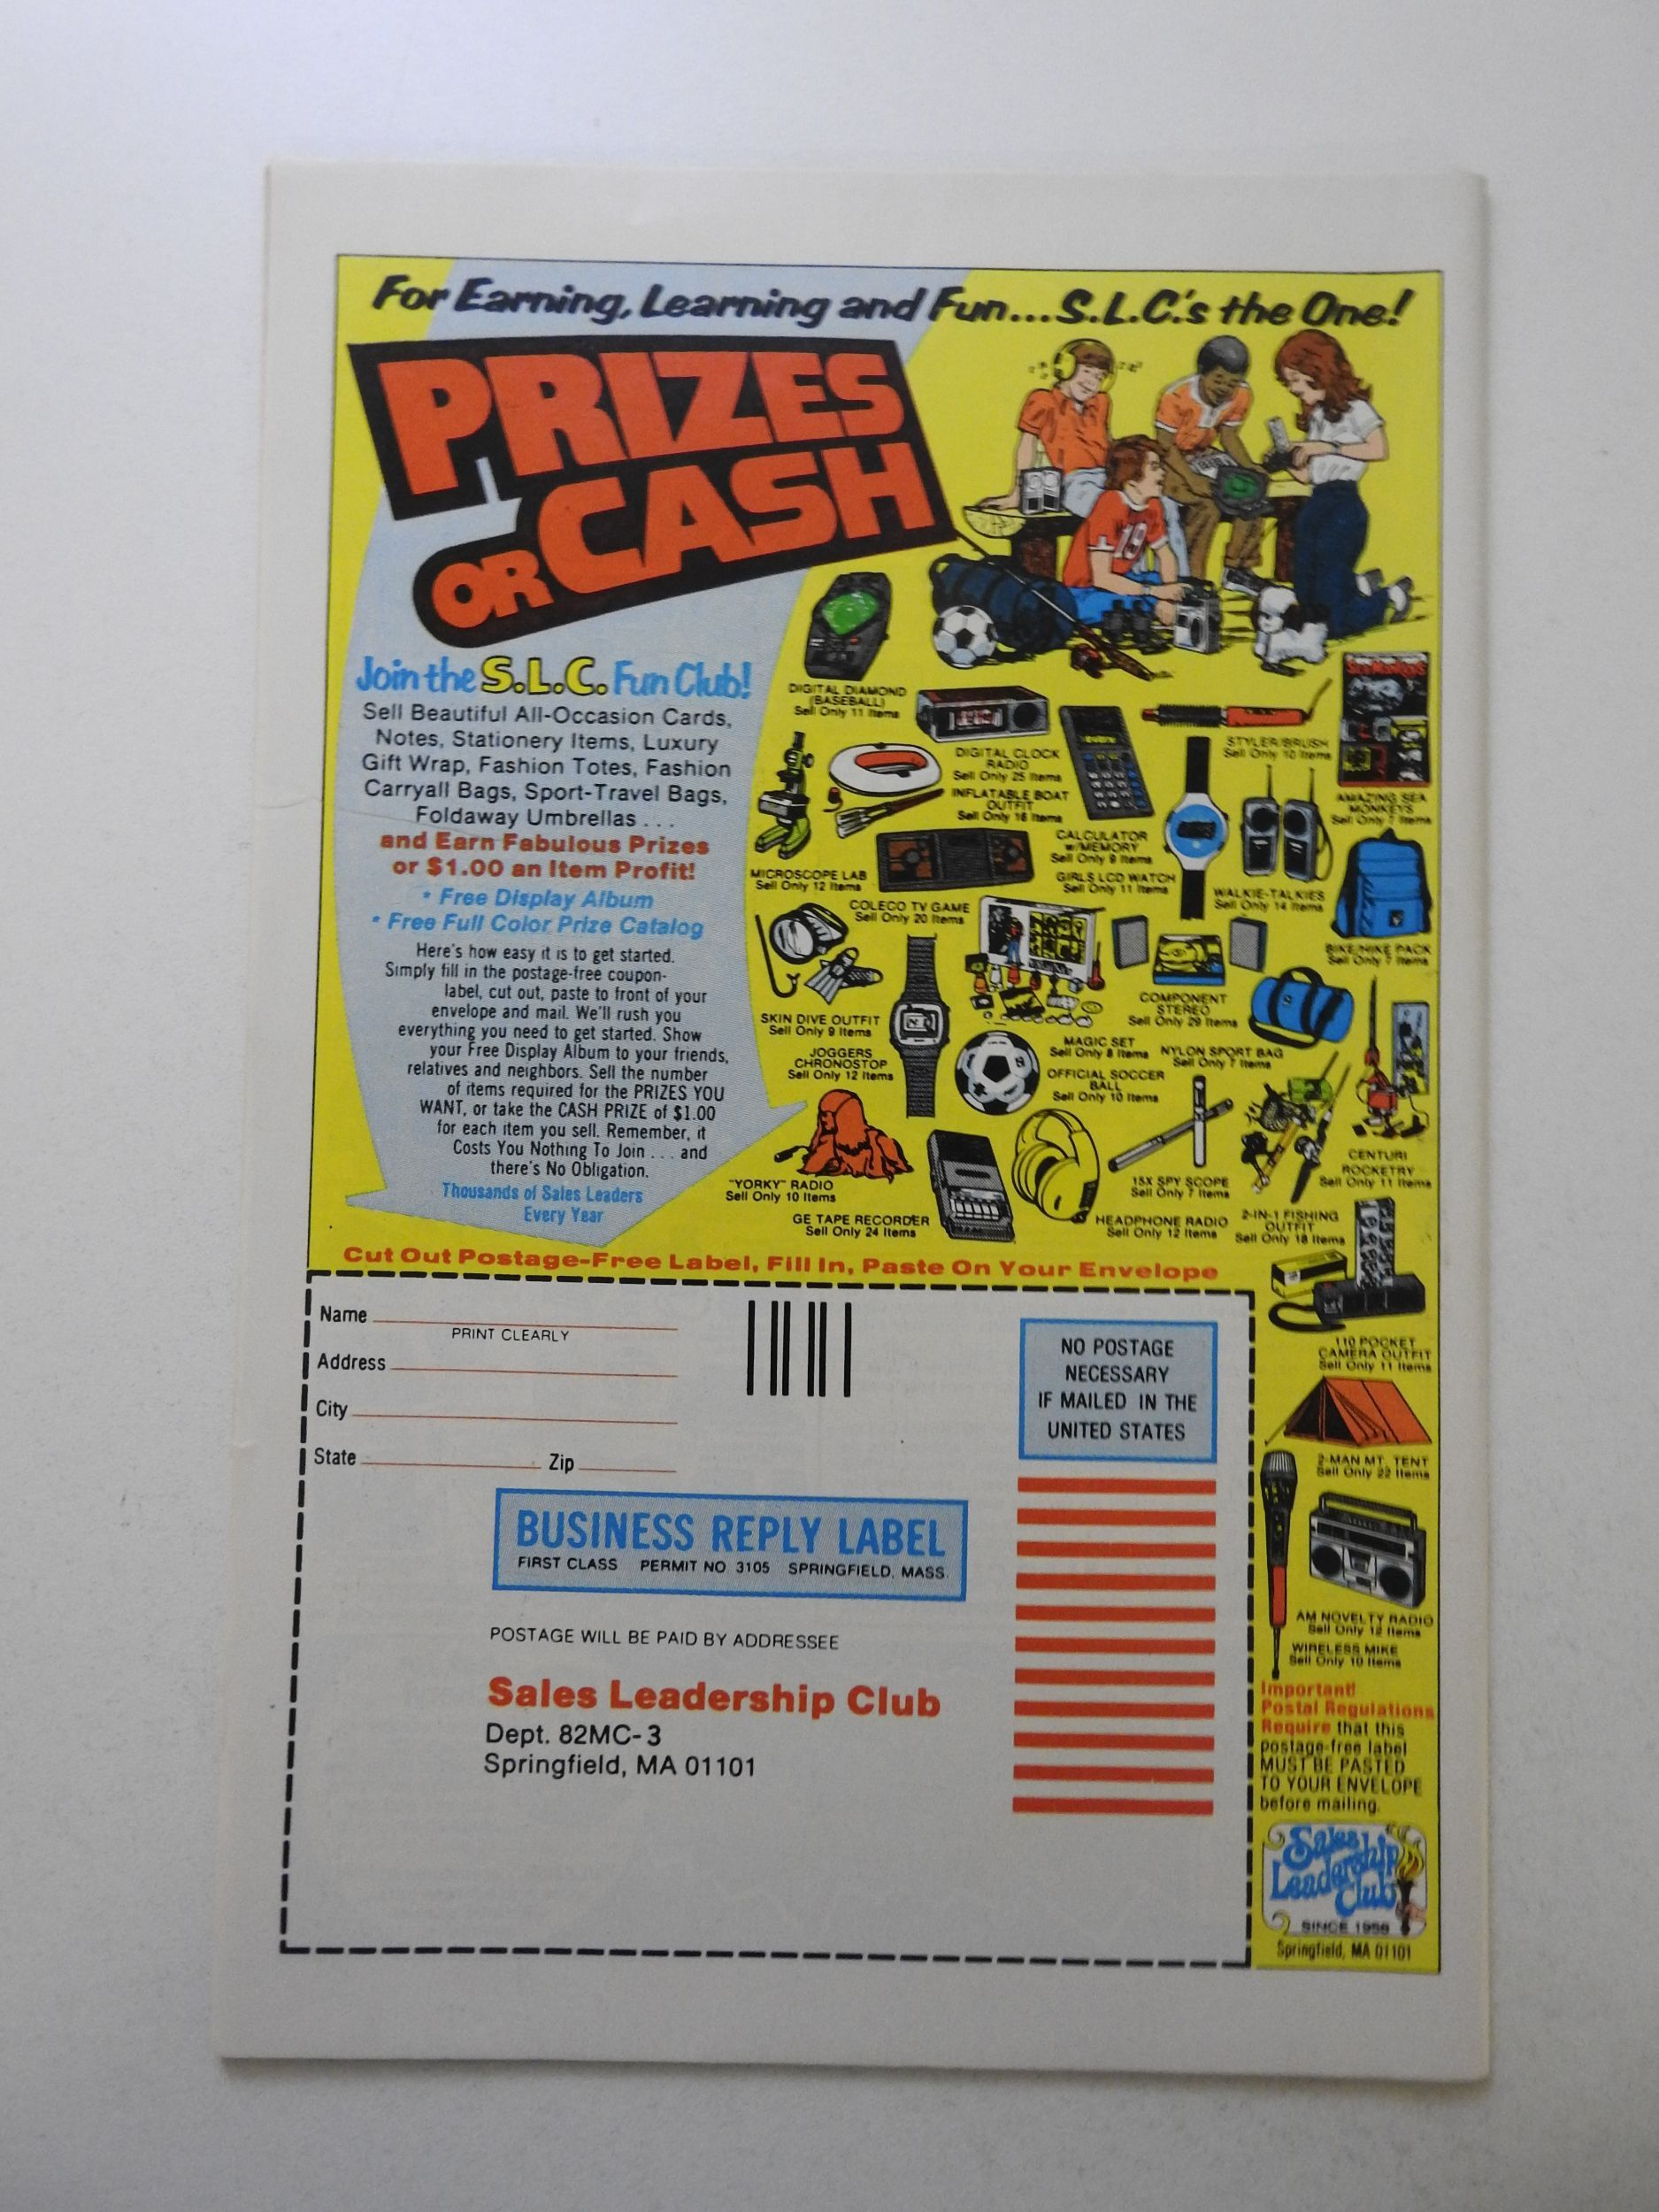 For Earning, Learning and Fun...S.L.C.'s the One!
PRIZES
OR CASH
Join the S.L.C. Fun Club!
Sell Beautiful All-Occasion Cards,
Notes, Stationery Items, Luxury
Gift Wrap, Fashion Totes, Fashion
Carryall Bags, Sport-Travel Bags,
Foldaway Umbrellas . . .
and Earn Fabulous Prizes
or $1.00 an Item Profit!
* Free Display Album
* Free Full Color Prize Catalog
Here's how easy it is to get started.
Simply fill in the postage-free coupon-
label, cut out, paste to front of your
envelope and mail. We'll rush you
everything you need to get started. Show
your Free Display Album to your friends,
relatives and neighbors. Sell the number
of items required for the PRIZES YOU
WANT, or take the CASH PRIZE of $1.00
for each item you sell. Remember, it
Costs You Nothing To Join . . . and
there's No Obligation.
Thousands of Sales Leaders
Every Year
19
DIGITAL DIAMOND
(BASEBALL)
Sell Only 11 Items
DIGITAL CLOCK
RADIO
Sell Only 25 Items
STYLER/BRUSH
Sell Only 10 Items
AMAZING SEA
MONKEYS
Sell Only 7 Items
INFLATABLE BOAT
OUTFIT
Sell Only 18 Items
CALCULATOR
w/MEMORY
Sell Only 9 Items
MICROSCOPE LAB
Sell Only 12 Items
GIRLS LCD WATCH
Sell Only 11 Items
WALKIE-TALKIES
Sell Only 14 Items
COLECO TV GAME
Sell Only 20 Items
BIKE/HIKE PACK
Sell Only 7 Items
SKIN DIVE OUTFIT
Sell Only 9 Items
COMPONENT
STEREO
Sell Only 29 Items
JOGGERS
CHRONOSTOP
Sell Only 12 Items
MAGIC SET
Sell Only 8 Items
NYLON SPORT BAG
Sell Only 7 Items
OFFICIAL SOCCER
BALL
Sell Only 10 Items
CENTURI
ROCKETRY
Sell Only 11 Items
"YORKY" RADIO
Sell Only 10 Items
15X SPY SCOPE
Sell Only 7 Items
GE TAPE RECORDER
Sell Only 24 Items
HEADPHONE RADIO
Sell Only 12 Items
2-IN-1 FISHING
OUTFIT
Sell Only 18 Items
110 POCKET
CAMERA OUTFIT
Sell Only 11 Items
2-MAN MT. TENT
Sell Only 22 Items
AM NOVELTY RADIO
Sell Only 12 Items
WIRELESS MIKE
Sell Only 10 Items
Important!
Postal Regulations
Require that this
postage-free label
MUST BE PASTED
TO YOUR ENVELOPE
before mailing.
Sales
Leadership
Club
SINCE 1956
Springfield, MA 01101
Cut Out Postage-Free Label, Fill In, Paste On Your Envelope
Name
PRINT CLEARLY
Address
City
State Zip
NO POSTAGE
NECESSARY
IF MAILED IN THE
UNITED STATES
BUSINESS REPLY LABEL
FIRST CLASS PERMIT NO 3105 SPRINGFIELD, MASS.
POSTAGE WILL BE PAID BY ADDRESSEE
Sales Leadership Club
Dept. 82MC-3
Springfield, MA 01101